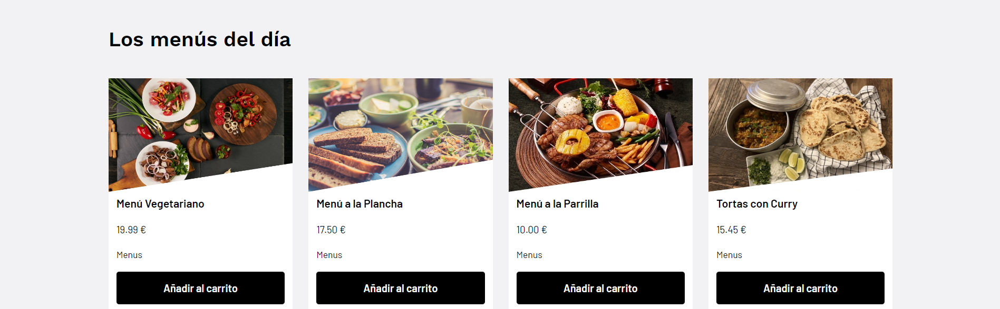 Los menús del día
Menú Vegetariano
19.99 €
Menus
Añadir al carrito
Menú a la Plancha
17.50 €
Menus
Añadir al carrito
Menú a la Parrilla
10.00 €
Menus
Añadir al carrito
Tortas con Curry
15.45 €
Menus
Añadir al carrito